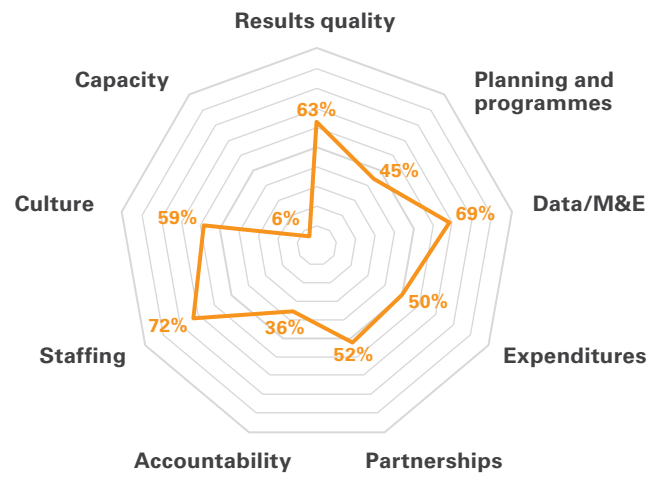 Results quality
Capacity
Planning and
programmes
63%
45%
Culture
59%
6%
69%
Data/M&E
50%
72%
36%
52%
Staffing
Expenditures
Accountability
Partnerships